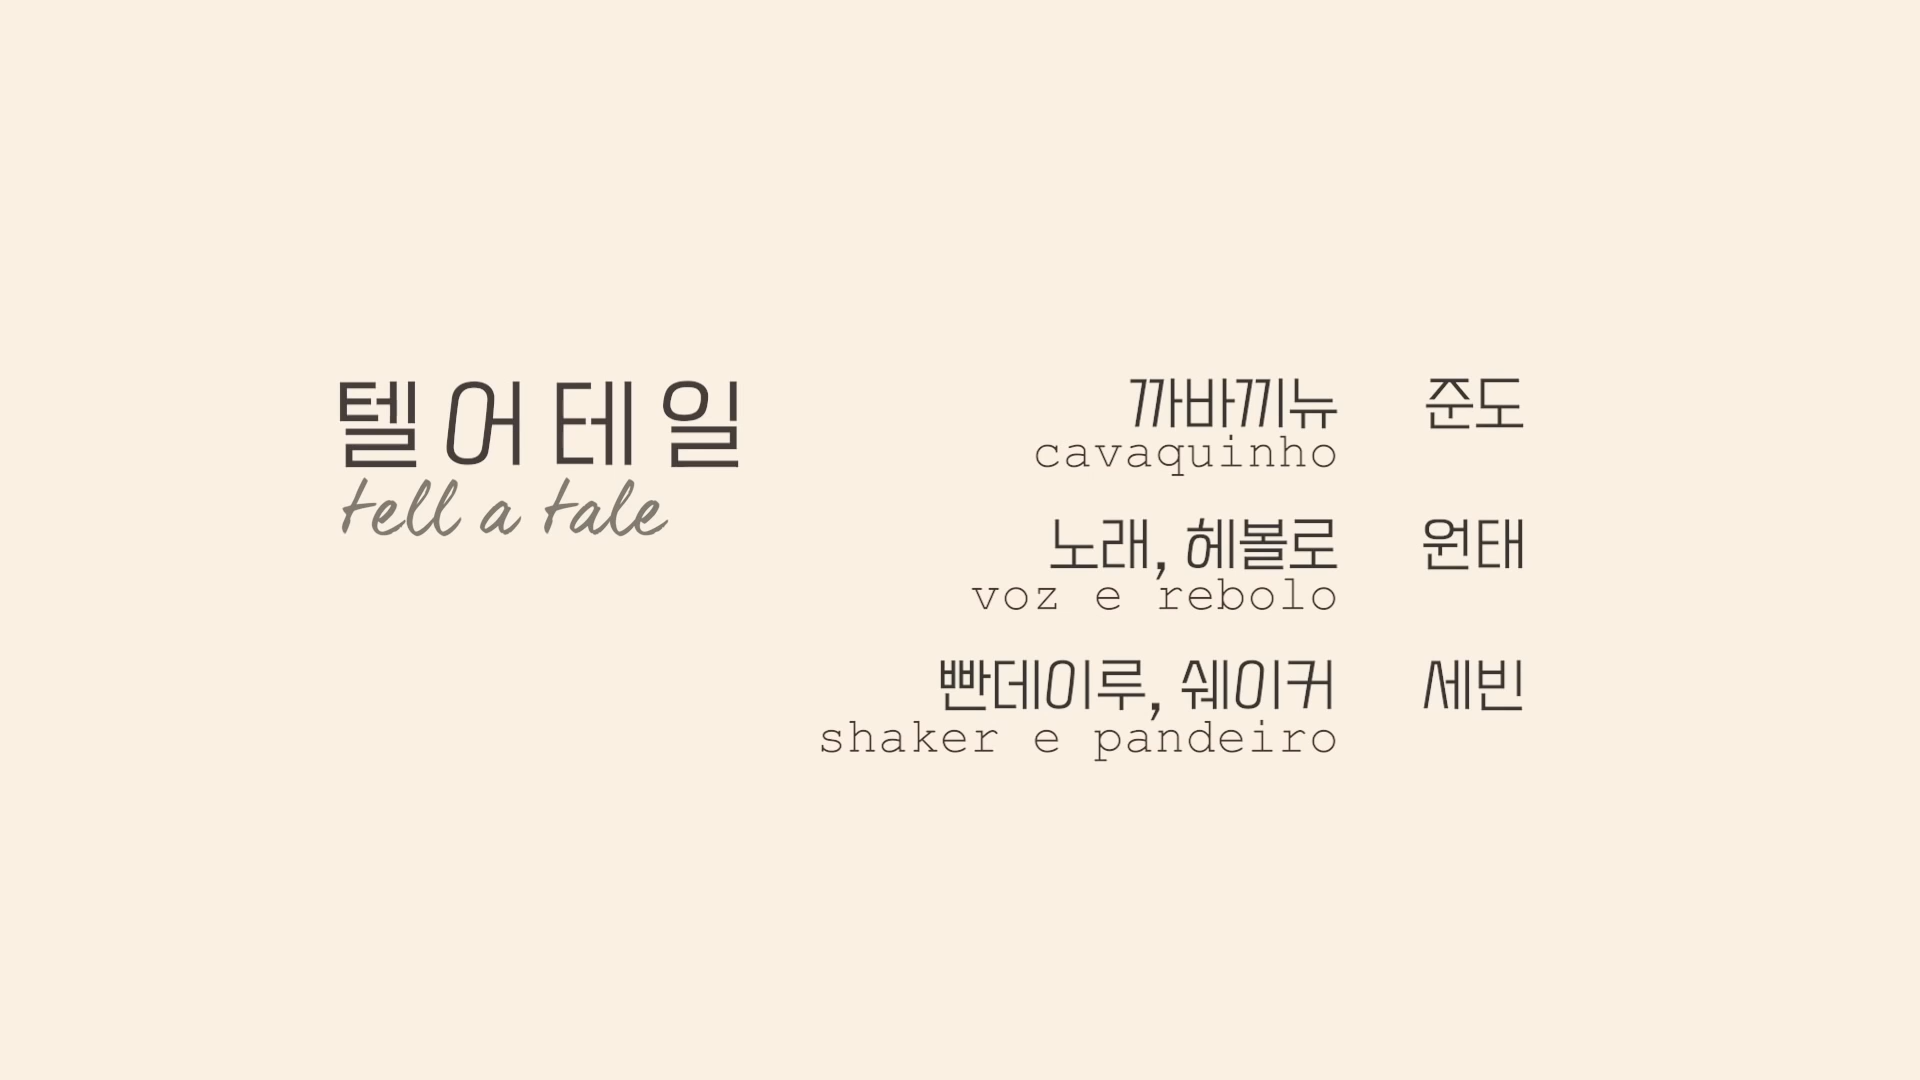 텔어테일
tell a tale
까바끼뉴 준도
cavaquinho
노래, 헤볼로 원태
voz e rebolo
빤데이루, 쉐이커 세빈
shaker e pandeiro